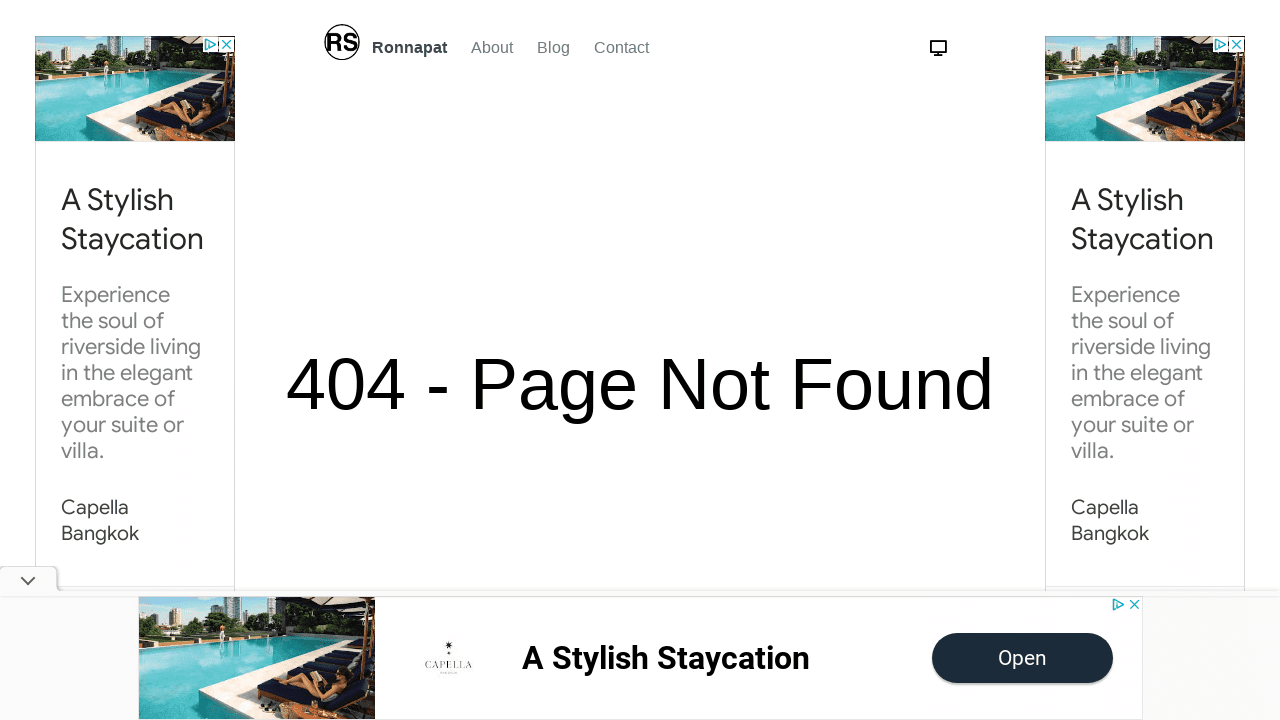 RS
Ronnapat
About
Blog
Contact
A Stylish
Staycation
Experience
the soul of
riverside living
in the elegant
embrace of
your suite or
villa.
Capella
Bangkok
404 - Page Not Found
A Stylish
Staycation
Experience
the soul of
riverside living
in the elegant
embrace of
your suite or
villa.
Capella
Bangkok
CAPELLA
A Stylish Staycation
Open